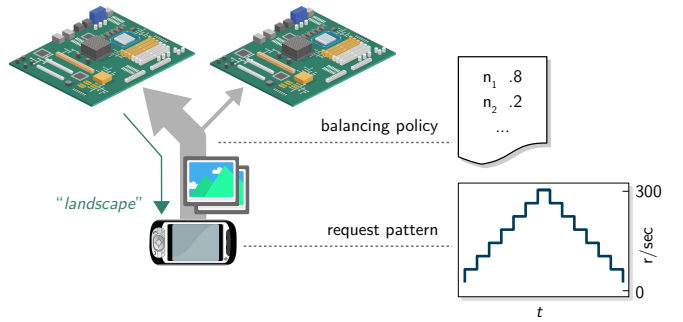 n1 .8
n2 .2
...
balancing policy
"landscape"
request pattern
300
r/sec
0
t